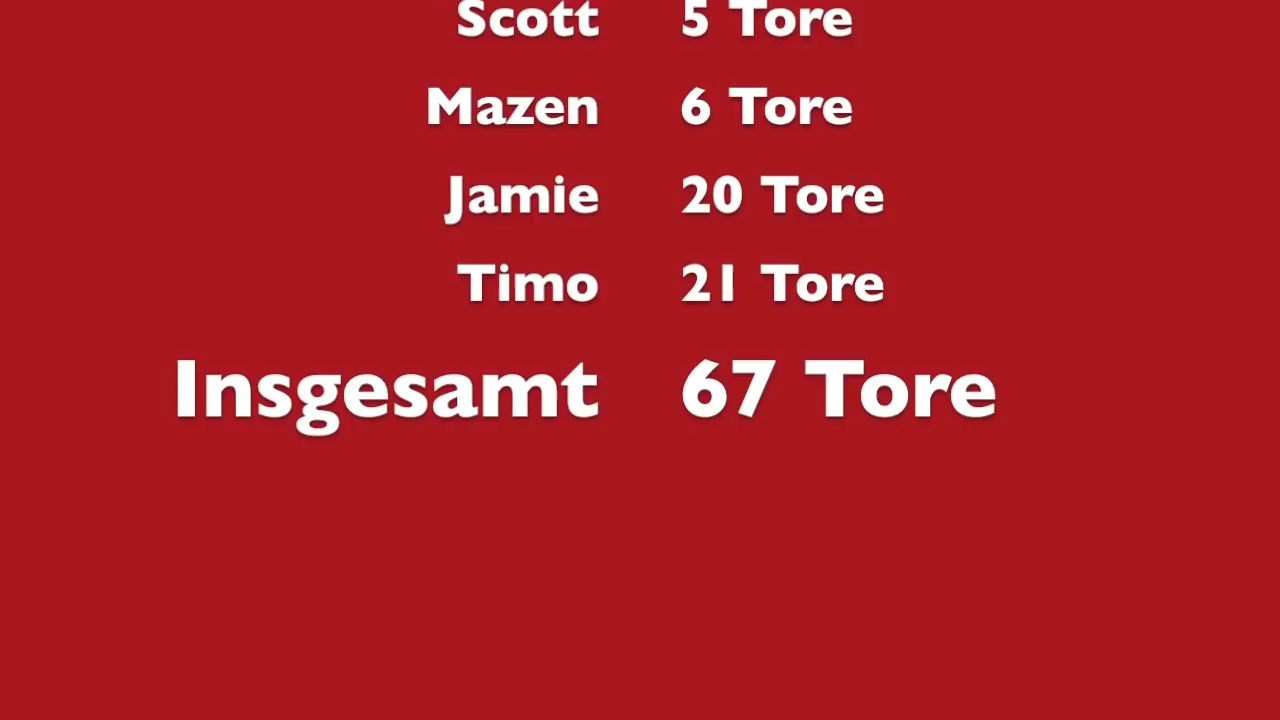 Scott 5 Tore
Mazen 6 Tore
Jamie 20 Tore
Timo 21 Tore
Insgesamt 67 Tore